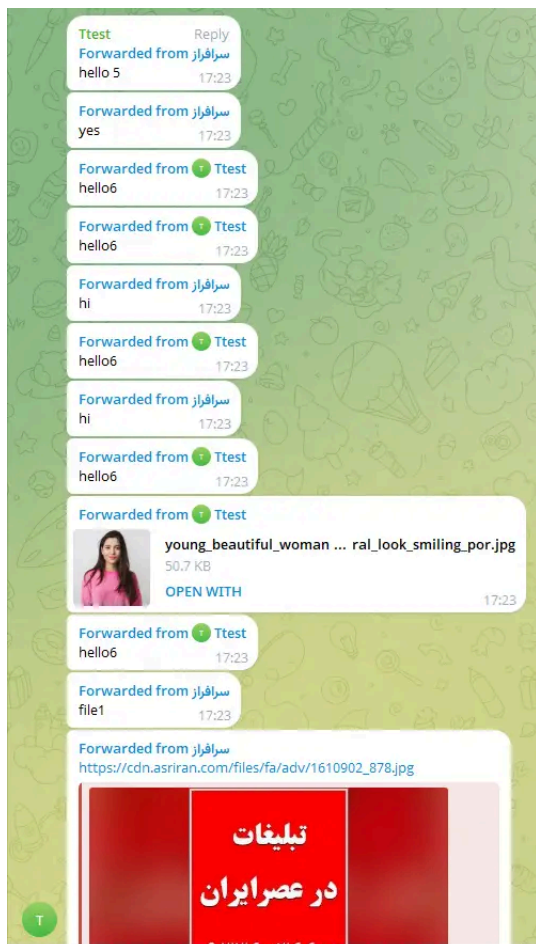 Ttest Reply
Forwarded from سرافراز
hello 5
17:23
Forwarded from سرافراز
yes
17:23
Forwarded from T Ttest
hello6
17:23
Forwarded from T Ttest
hello6
17:23
Forwarded from سرافراز
hi
17:23
Forwarded from T Ttest
hello6
17:23
Forwarded from سرافراز
hi
17:23
Forwarded from T Ttest
hello6
17:23
Forwarded from T Ttest
young_beautiful_woman ... ral_look_smiling_por.jpg
50.7 KB
OPEN WITH
17:23
Forwarded from T Ttest
hello6
17:23
Forwarded from سرافراز
file1
17:23
Forwarded from سرافراز
https://cdn.asriran.com/files/fa/adv/1610902_878.jpg
تبلیغات
در عصرایران
T